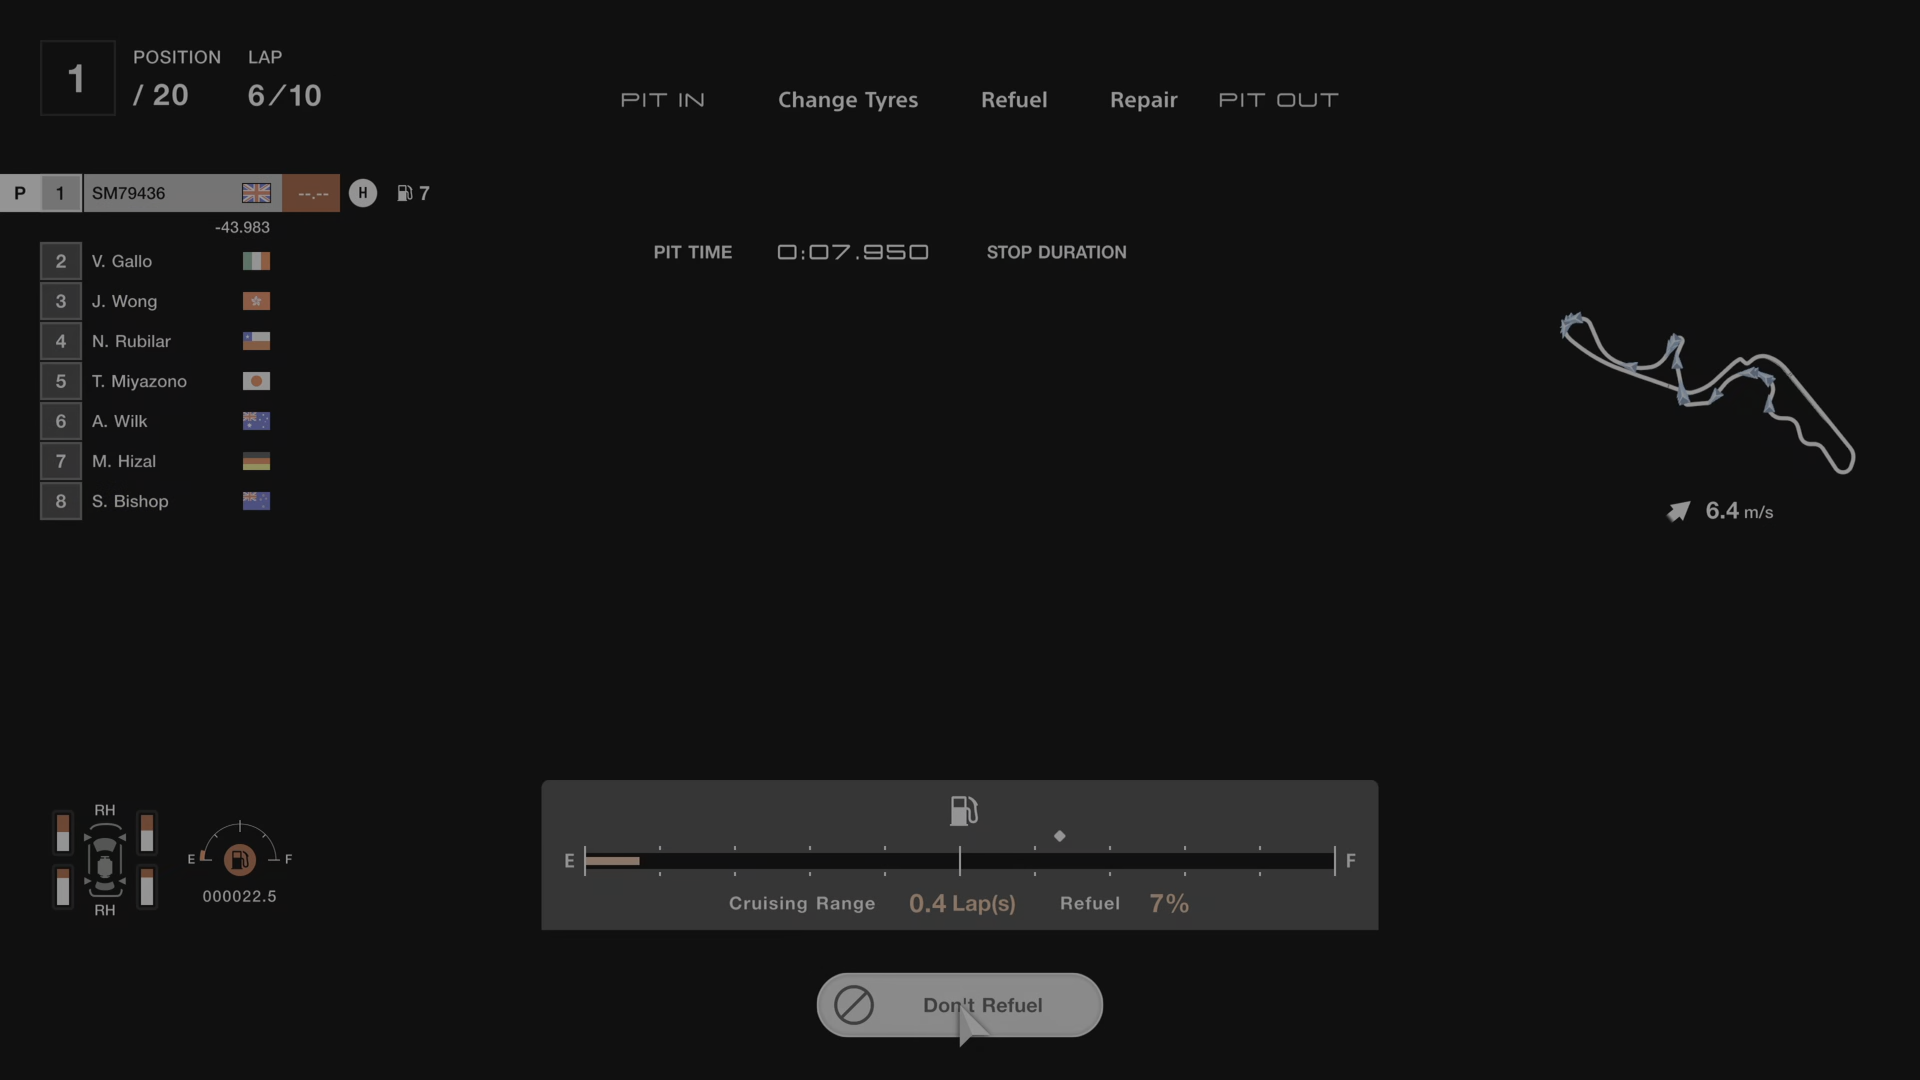 1
POSITION
/ 20
LAP
6/10
PIT IN
Change Tyres
Refuel
Repair
PIT OUT
P 1 SM79436 --.-- H 7
-43.983
2 V. Gallo
3 J. Wong
4 N. Rubilar
5 T. Miyazono
6 A. Wilk
7 M. Hizal
8 S. Bishop
PIT TIME 0:07.950 STOP DURATION
6.4 m/s
RH
RH
E F
000022.5
E F
Cruising Range 0.4 Lap(s) Refuel 7%
Don't Refuel